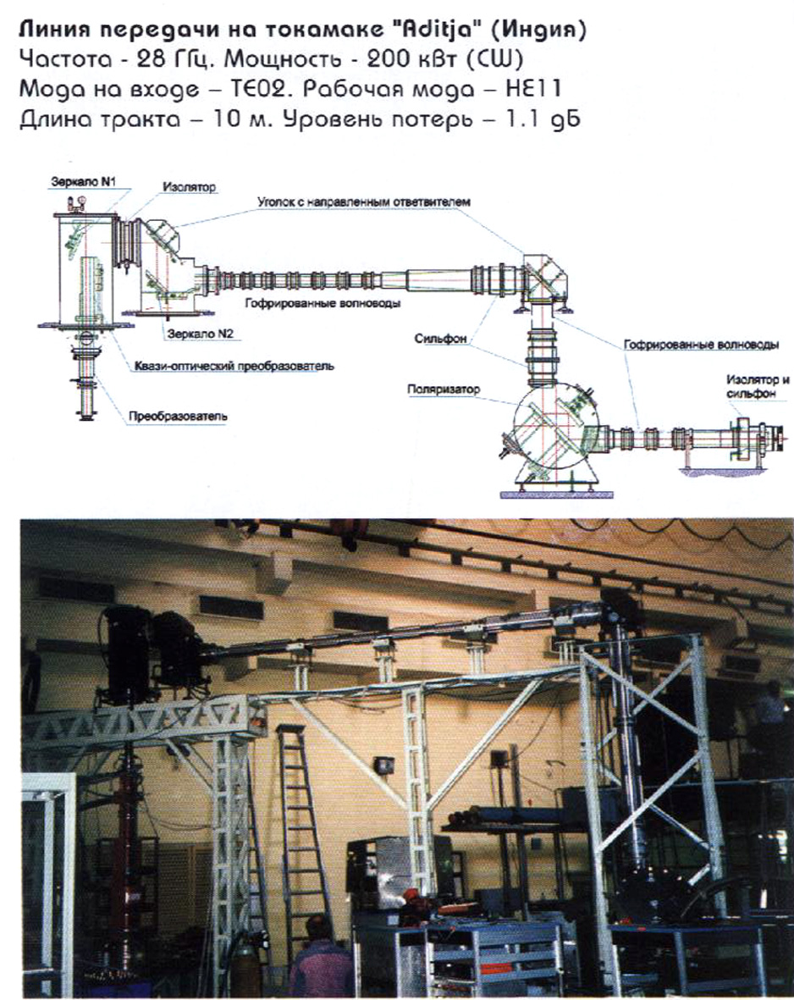 Линия передачи на токамаке "Aditja" (Индия)
Частота - 28 ГГц. Мощность - 200 кВт (CШ)
Мода на входе – TE02. Рабочая мода – HE11
Длина тракта – 10 м. Уровень потерь – 1.1 дБ
Зеркало N1
Изолятор
Уголок с направленным ответвителем
Гофрированные волноводы
Зеркало N2
Сильфон
Гофрированные волноводы
Квази-оптический преобразователь
Поляризатор
Изолятор и
сильфон
Преобразователь